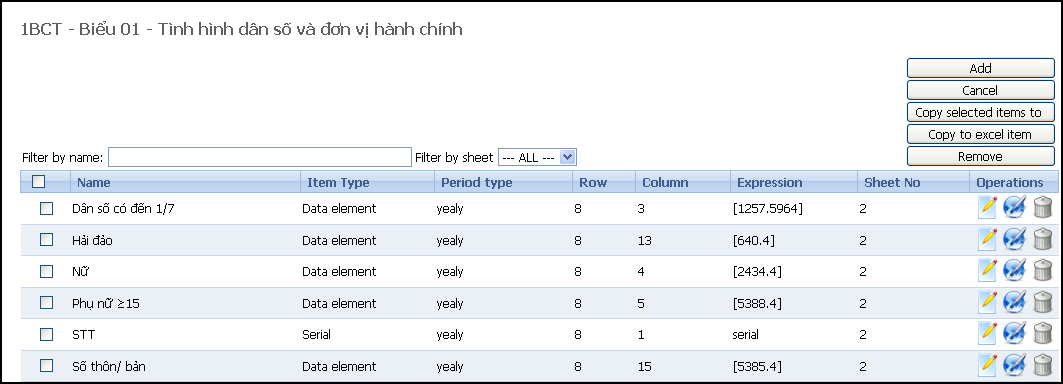 1BCT - Biểu 01 - Tình hình dân số và đơn vị hành chính
Add
Cancel
Copy selected items to
Copy to excel item
Filter by name: Filter by sheet --- ALL --- Remove
Name Item Type Period type Row Column Expression Sheet No Operations
Dân số có đến 1/7 Data element yealy 8 3 [1257.5964] 2
Hải đảo Data element yealy 8 13 [640.4] 2
Nữ Data element yealy 8 4 [2434.4] 2
Phụ nữ ≥15 Data element yealy 8 5 [5388.4] 2
STT Serial yealy 8 1 serial 2
Số thôn/ bản Data element yealy 8 15 [5385.4] 2